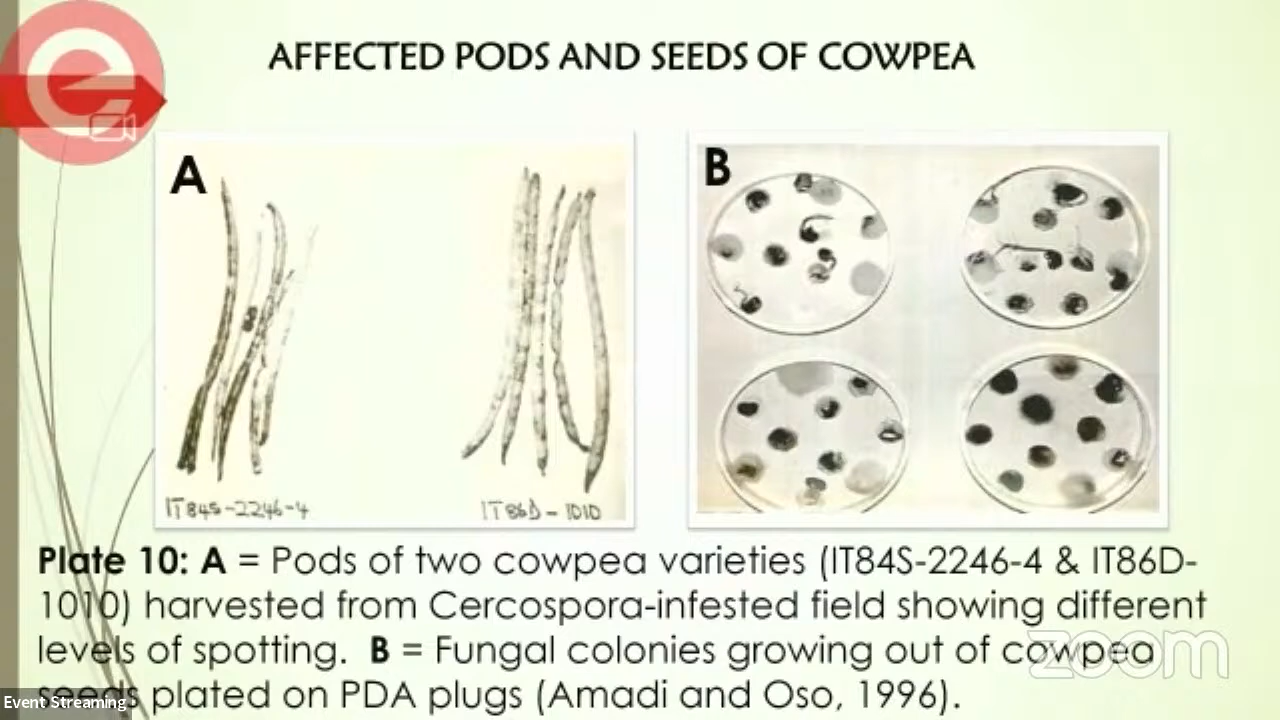 AFFECTED PODS AND SEEDS OF COWPEA
A
B
IT84S-2246-4
IT86D-1010
Plate 10: A = Pods of two cowpea varieties (IT84S-2246-4 & IT86D-
1010) harvested from Cercospora-infested field showing different
levels of spotting. B = Fungal colonies growing out of cowpea
seeds plated on PDA plugs (Amadi and Oso, 1996).
zoom
Event Streaming